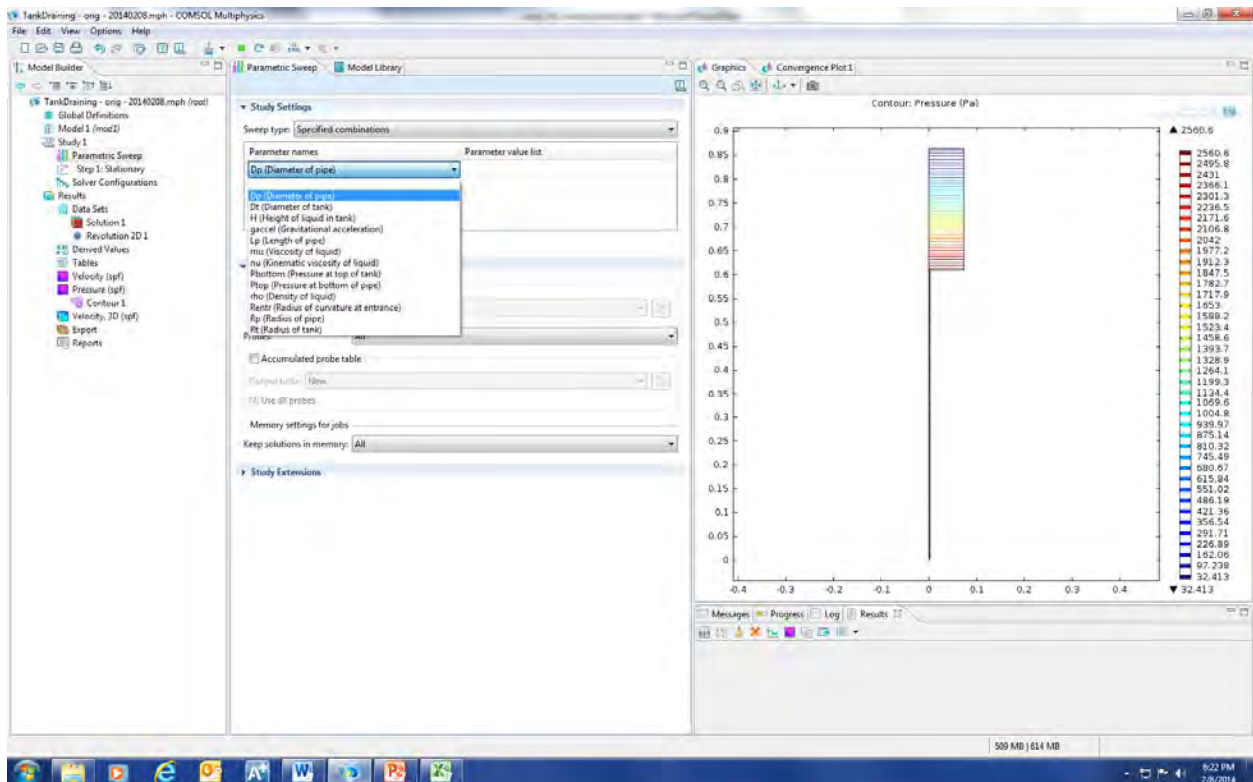 TankDraining - orig - 20140208.mph - COMSOL Multiphysics
File Edit View Options Help
Model Builder
TankDraining - orig - 20140208.mph (root)
Global Definitions
Model 1 (mod1)
Study 1
Parametric Sweep
Step 1: Stationary
Solver Configurations
Results
Data Sets
Solution 1
Revolution 2D 1
Derived Values
Tables
Velocity (spf)
Pressure (spf)
Contour 1
Velocity, 3D (spf)
Export
Reports
Parametric Sweep
Model Library
Study Settings
Sweep type: Specified combinations
Parameter names Parameter value list
Dp (Diameter of pipe)
Dp (Diameter of pipe)
Dt (Diameter of tank)
H (Height of liquid in tank)
gaccel (Gravitational acceleration)
Lp (Length of pipe)
mu (Viscosity of liquid)
nu (Kinematic viscosity of liquid)
Pbottom (Pressure at top of tank)
Ptop (Pressure at bottom of pipe)
rho (Density of liquid)
Rentr (Radius of curvature at entrance)
Rp (Radius of pipe)
Rt (Radius of tank)
Probes: All
Accumulated probe table
Output table: New
Use all probes
Memory settings for jobs
Keep solutions in memory: All
Study Extensions
Graphics
Convergence Plot 1
Contour: Pressure (Pa)
0.9
0.85
0.8
0.75
0.7
0.65
0.6
0.55
0.5
0.45
0.4
0.35
0.3
0.25
0.2
0.15
0.1
0.05
0
-0.4 -0.3 -0.2 -0.1 0 0.1 0.2 0.3 0.4
▲ 2560.6
2560.6
2495.8
2431
2366.1
2301.3
2236.5
2171.6
2106.8
2042
1977.2
1912.3
1847.5
1782.7
1717.9
1653
1588.2
1523.4
1458.6
1393.7
1328.9
1264.1
1199.3
1134.4
1069.6
1004.8
939.97
875.14
810.32
745.49
680.67
615.84
551.02
486.19
421.36
356.54
291.71
226.89
162.06
97.238
32.413
▼ 32.413
Messages Progress Log Results
509 MB | 614 MB
6:22 PM
2/8/2014